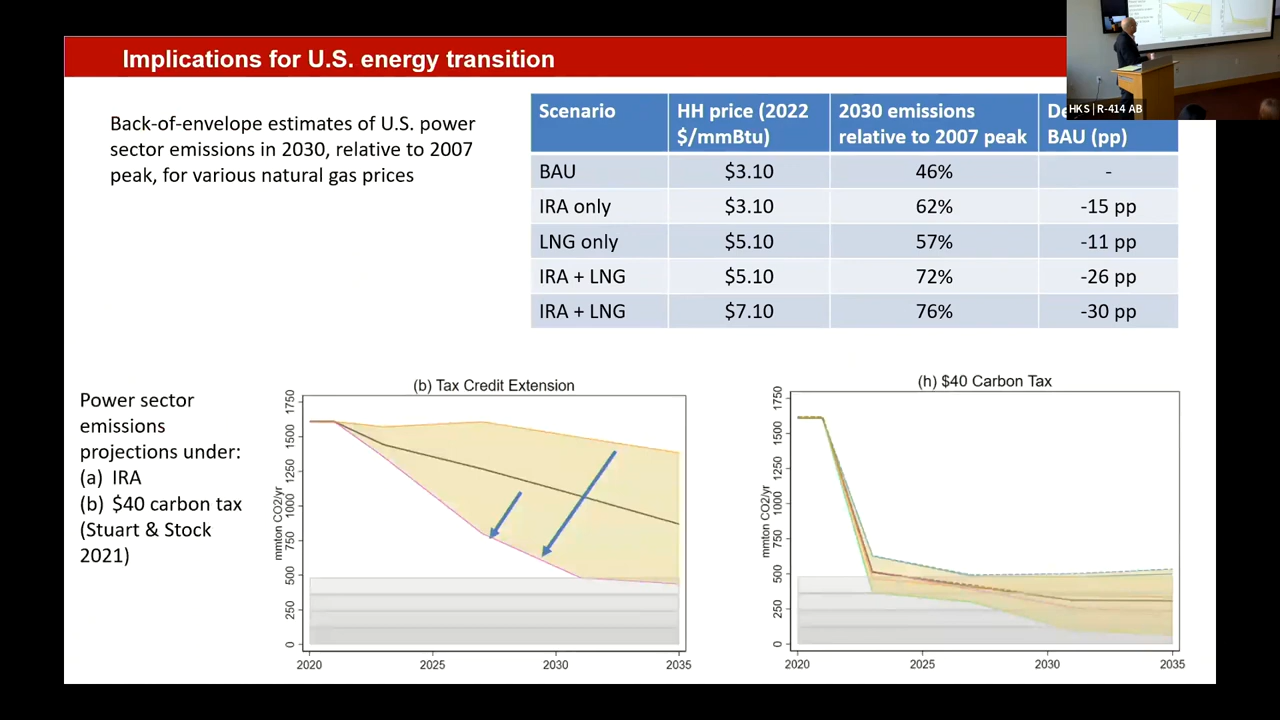 Implications for U.S. energy transition
HKS | R-414 AB
Back-of-envelope estimates of U.S. power
sector emissions in 2030, relative to 2007
peak, for various natural gas prices
Scenario
HH price (2022
$/mmBtu)
2030 emissions
relative to 2007 peak
BAU (pp)
BAU $3.10 46% -
IRA only $3.10 62% -15 pp
LNG only $5.10 57% -11 pp
IRA + LNG $5.10 72% -26 pp
IRA + LNG $7.10 76% -30 pp
Power sector
emissions
projections under:
(a) IRA
(b) $40 carbon tax
(Stuart & Stock
2021)
(b) Tax Credit Extension
mmton CO2/yr
1750
1500
1250
1000
750
500
250
0
2020 2025 2030 2035
(h) $40 Carbon Tax
mmton CO2/yr
1750
1500
1250
1000
750
500
250
0
2020 2025 2030 2035